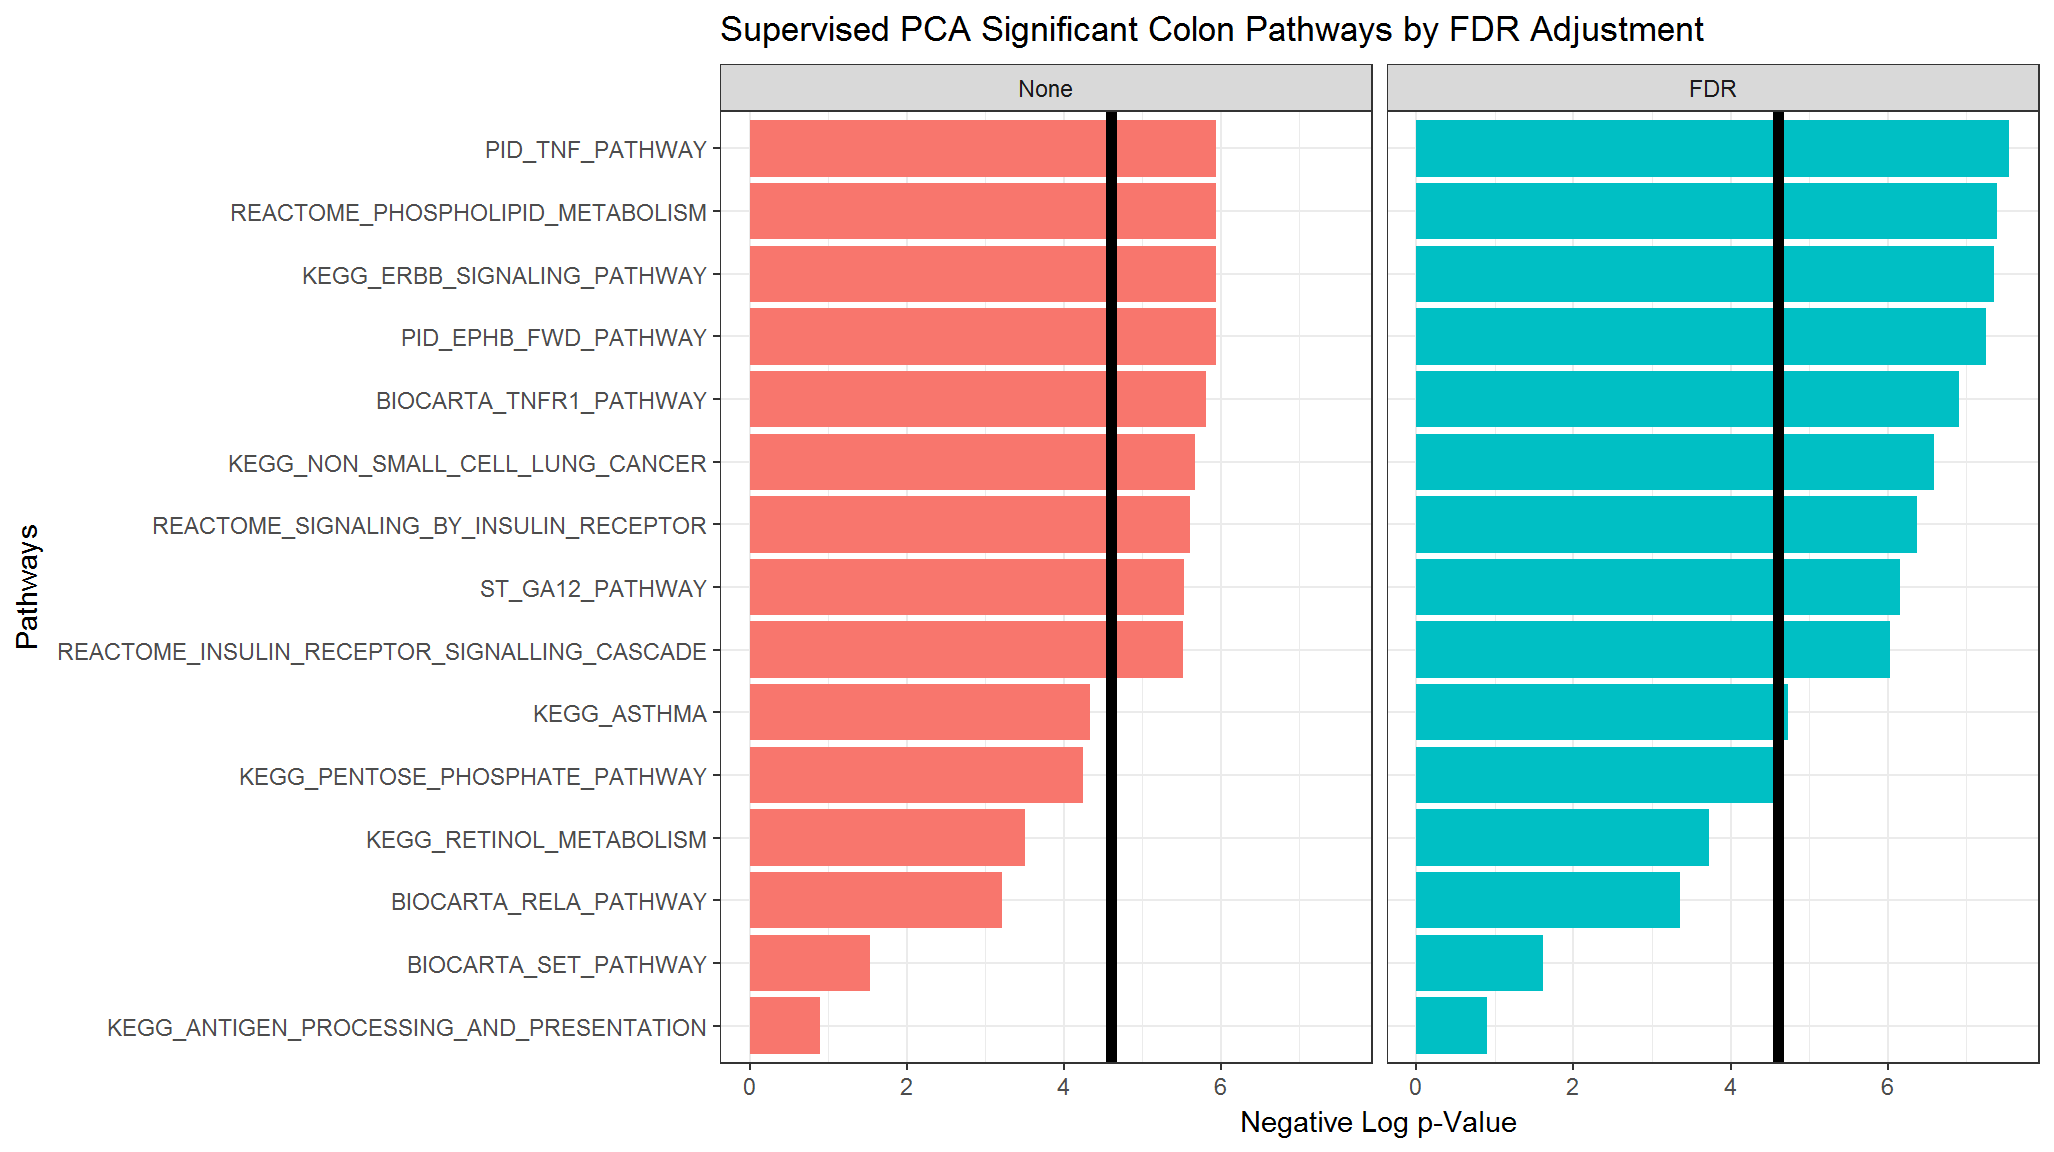 Supervised PCA Significant Colon Pathways by FDR Adjustment
None
FDR
Pathways
PID_TNF_PATHWAY
REACTOME_PHOSPHOLIPID_METABOLISM
KEGG_ERBB_SIGNALING_PATHWAY
PID_EPHB_FWD_PATHWAY
BIOCARTA_TNFR1_PATHWAY
KEGG_NON_SMALL_CELL_LUNG_CANCER
REACTOME_SIGNALING_BY_INSULIN_RECEPTOR
ST_GA12_PATHWAY
REACTOME_INSULIN_RECEPTOR_SIGNALLING_CASCADE
KEGG_ASTHMA
KEGG_PENTOSE_PHOSPHATE_PATHWAY
KEGG_RETINOL_METABOLISM
BIOCARTA_RELA_PATHWAY
BIOCARTA_SET_PATHWAY
KEGG_ANTIGEN_PROCESSING_AND_PRESENTATION
0 2 4 6
0 2 4 6
Negative Log p-Value